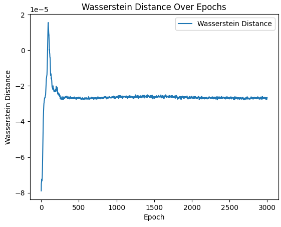 Wasserstein Distance Over Epochs
1e−5
Wasserstein Distance
2
0
−2
−4
−6
−8
Wasserstein Distance
0 500 1000 1500 2000 2500 3000
Epoch